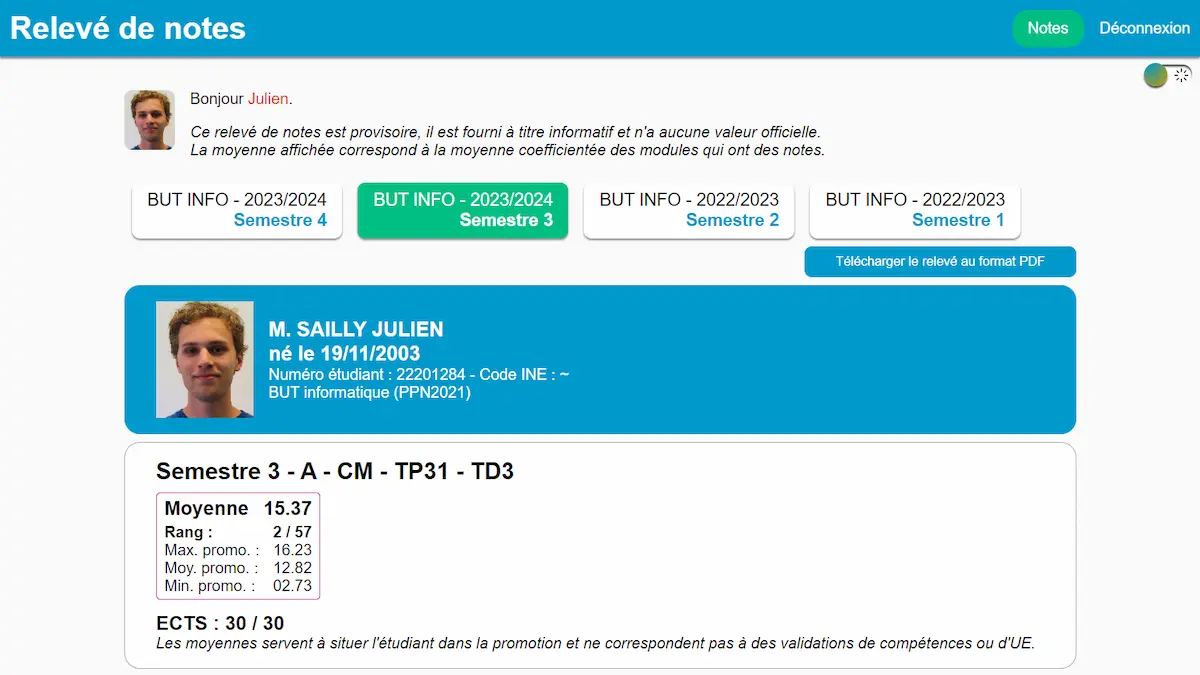 Relevé de notes
Notes
Déconnexion
Bonjour Julien.
Ce relevé de notes est provisoire, il est fourni à titre informatif et n'a aucune valeur officielle.
La moyenne affichée correspond à la moyenne coefficientée des modules qui ont des notes.
BUT INFO - 2023/2024
Semestre 4
BUT INFO - 2023/2024
Semestre 3
BUT INFO - 2022/2023
Semestre 2
BUT INFO - 2022/2023
Semestre 1
Télécharger le relevé au format PDF
M. SAILLY JULIEN
né le 19/11/2003
Numéro étudiant : 22201284 - Code INE : ~
BUT informatique (PPN2021)
Semestre 3 - A - CM - TP31 - TD3
Moyenne 15.37
Rang : 2 / 57
Max. promo. : 16.23
Moy. promo. : 12.82
Min. promo. : 02.73
ECTS : 30 / 30
Les moyennes servent à situer l'étudiant dans la promotion et ne correspondent pas à des validations de compétences ou d'UE.